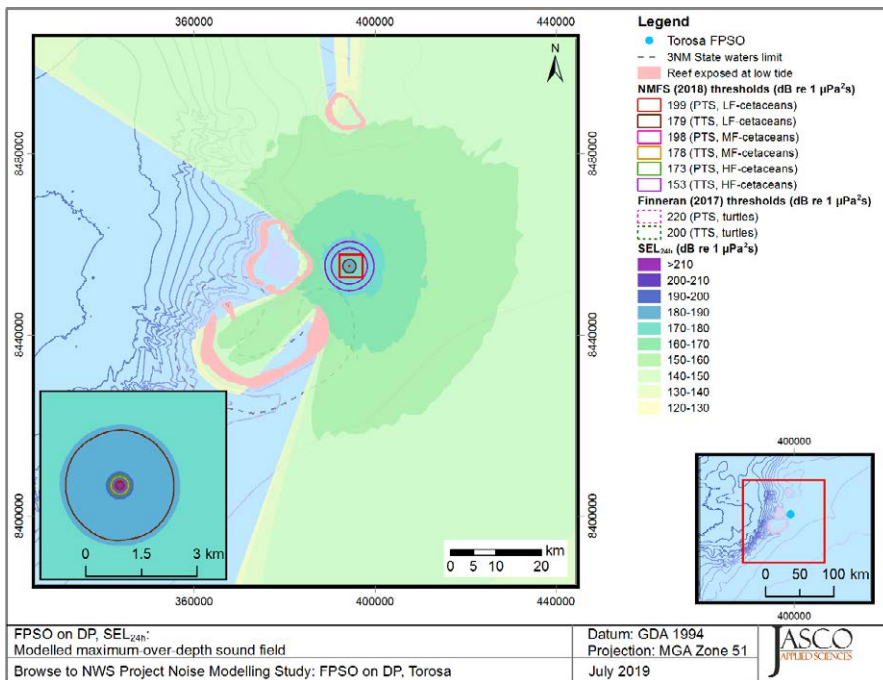 360000
400000
440000
8480000
8440000
8400000
8480000
8440000
8400000
N
0
1.5
3 km
km
0
5
10
20
360000
400000
440000
Legend
Torosa FPSO
3NM State waters limit
Reef exposed at low tide
NMFS (2018) thresholds (dB re 1 µPa²s)
199 (PTS, LF-cetaceans)
179 (TTS, LF-cetaceans)
198 (PTS, MF-cetaceans)
178 (TTS, MF-cetaceans)
173 (PTS, HF-cetaceans)
153 (TTS, HF-cetaceans)
Finneran (2017) thresholds (dB re 1 µPa²s)
220 (PTS, turtles)
200 (TTS, turtles)
SEL24h (dB re 1 µPa²s)
>210
200-210
190-200
180-190
170-180
160-170
150-160
140-150
130-140
120-130
400000
0 50 100 km
400000
FPSO on DP, SEL24h:
Modelled maximum-over-depth sound field
Browse to NWS Project Noise Modelling Study: FPSO on DP, Torosa
Datum: GDA 1994
Projection: MGA Zone 51
July 2019
JASCO
APPLIED SCIENCES